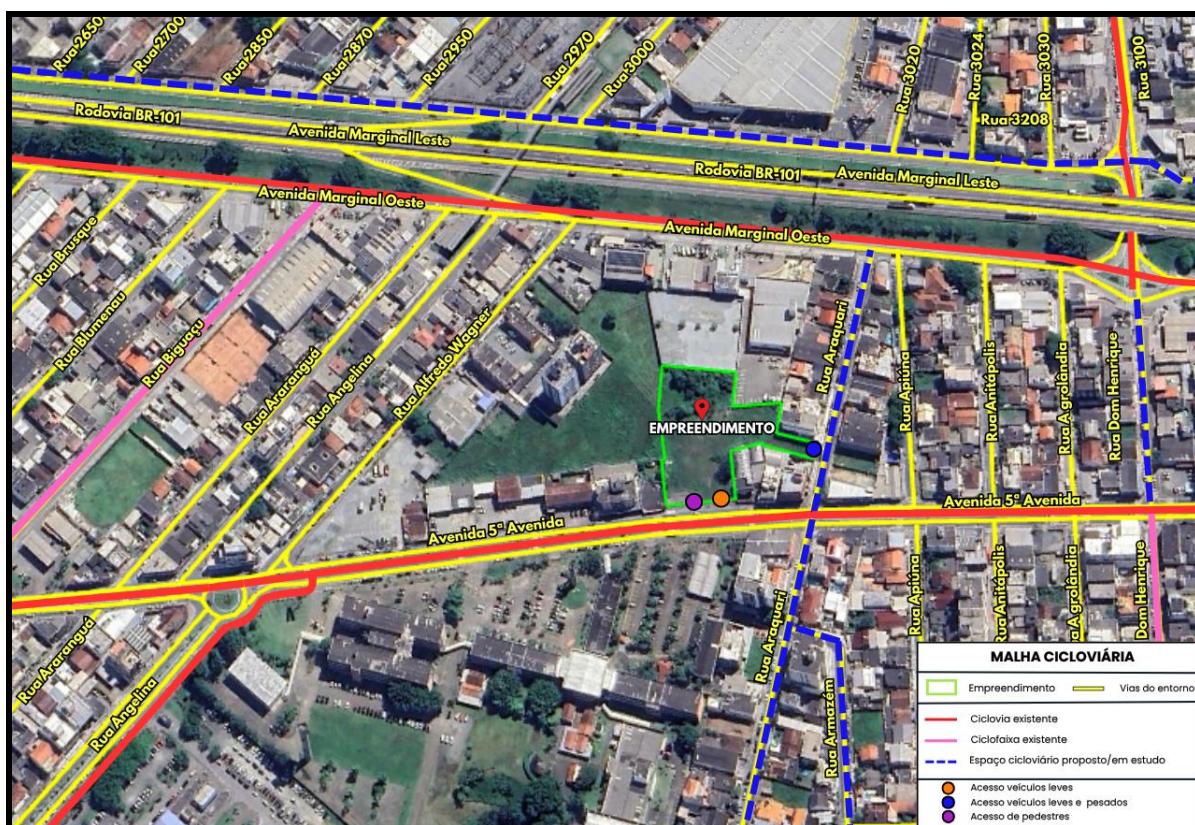 Rua 2650
Rua 2700
Rua 2850
Rua 2870
Rua 2950
Rua 2970
Rua 3000
Rua 3020
Rua 3024
Rua 3030
Rua 3100
Rua 3208
Rodovia BR-101
Avenida Marginal Leste
Rodovia BR-101
Avenida Marginal Leste
Avenida Marginal Oeste
Avenida Marginal Oeste
Rua Brusque
Rua Blumenau
Rua Biguaçu
Rua Araranguá
Rua Angelina
Rua Alfredo Wagner
Rua Araquari
Rua Apiúna
Rua Anitápolis
Rua A.grolândia
Rua Dom Henrique
EMPREENDIMENTO
Avenida 5ª Avenida
Avenida 5ª Avenida
Rua Araranguá
Rua Angelina
Rua Araquari
Rua Armazém
Rua Apiúna
Rua Anitápolis
ua A.grolândia
Dom Henrique
MALHA CICLOVIÁRIA
Empreendimento
Vias do entorno
Ciclovia existente
Ciclofaixa existente
Espaço cicloviário proposto/em estudo
Acesso veículos leves
Acesso veículos leves e pesados
Acesso de pedestres